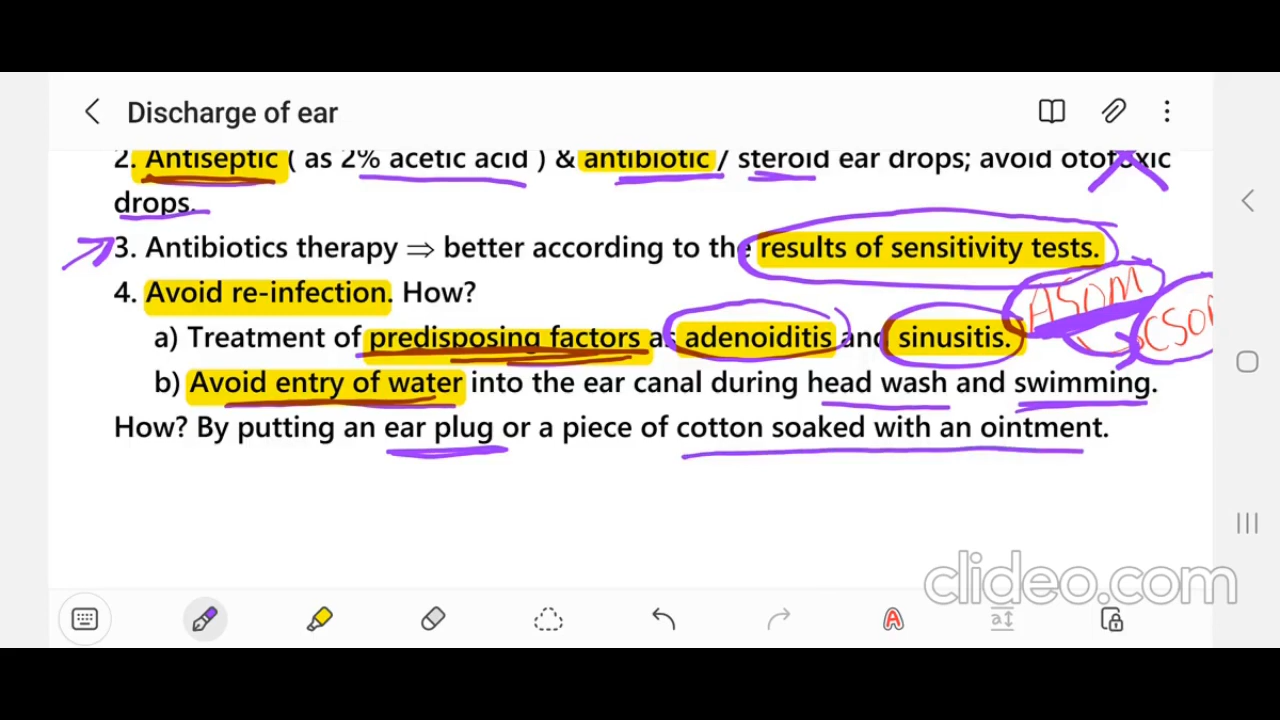 Discharge of ear
2. Antiseptic ( as 2% acetic acid ) & antibiotic / steroid ear drops; avoid ototoxic
drops.
3. Antibiotics therapy ⇒ better according to the results of sensitivity tests.
4. Avoid re-infection. How?
ASOM
a) Treatment of predisposing factors as adenoiditis and sinusitis.
b) Avoid entry of water into the ear canal during head wash and swimming.
How? By putting an ear plug or a piece of cotton soaked with an ointment.
clideo.com